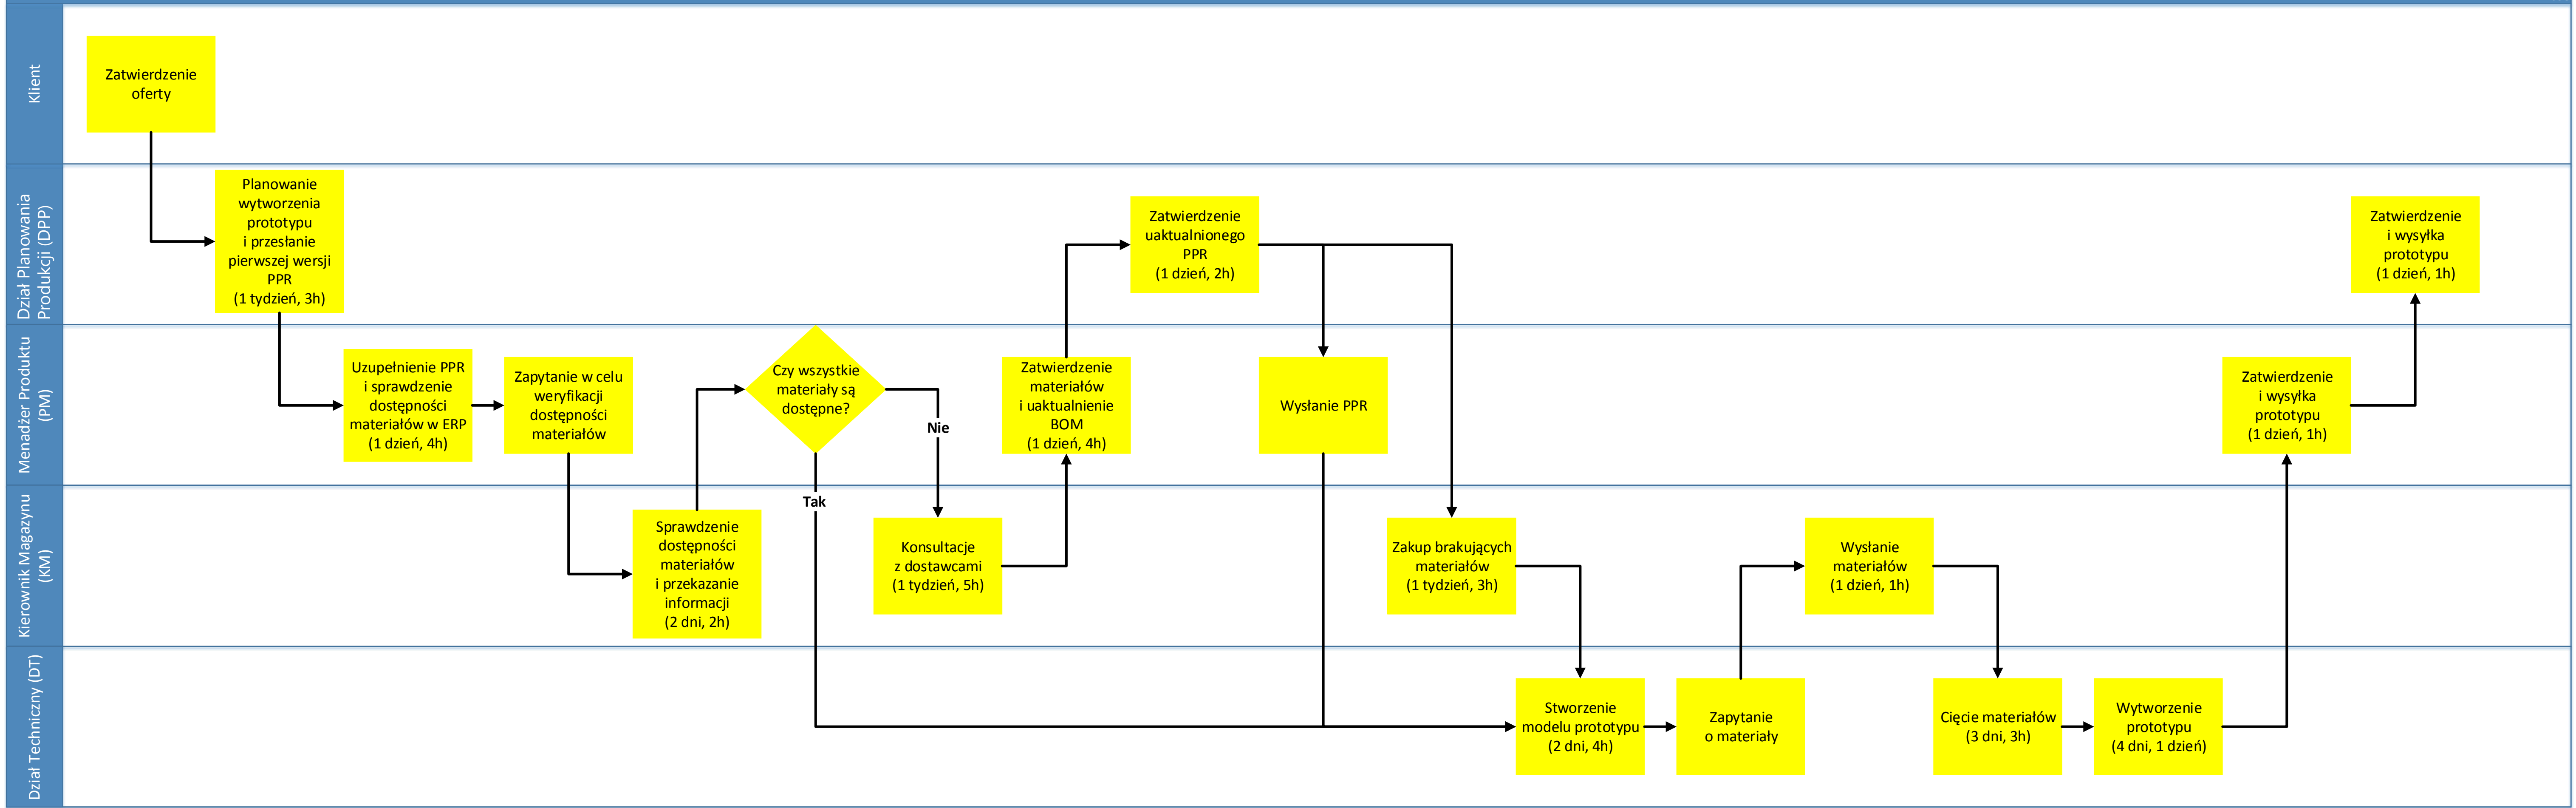 Klient
Zatwierdzenie
oferty
Dział Planowania
Produkcji (DPP)
Planowanie
wytworzenia
prototypu
i przesłanie
pierwszej wersji
PPR
(1 tydzień, 3h)
Zatwierdzenie
uaktualnionego
PPR
(1 dzień, 2h)
Zatwierdzenie
i wysyłka
prototypu
(1 dzień, 1h)
Menadżer Produktu
(PM)
Uzupełnienie PPR
i sprawdzenie
dostępności
materiałów w ERP
(1 dzień, 4h)
Zapytanie w celu
weryfikacji
dostępności
materiałów
Czy wszystkie
materiały są
dostępne?
Nie
Tak
Zatwierdzenie
materiałów
i uaktualnienie
BOM
(1 dzień, 4h)
Wysłanie PPR
Zatwierdzenie
i wysyłka
prototypu
(1 dzień, 1h)
Kierownik Magazynu
(KM)
Sprawdzenie
dostępności
materiałów
i przekazanie
informacji
(2 dni, 2h)
Konsultacje
z dostawcami
(1 tydzień, 5h)
Zakup brakujących
materiałów
(1 tydzień, 3h)
Wysłanie
materiałów
(1 dzień, 1h)
Dział Techniczny (DT)
Stworzenie
modelu prototypu
(2 dni, 4h)
Zapytanie
o materiały
Cięcie materiałów
(3 dni, 3h)
Wytworzenie
prototypu
(4 dni, 1 dzień)